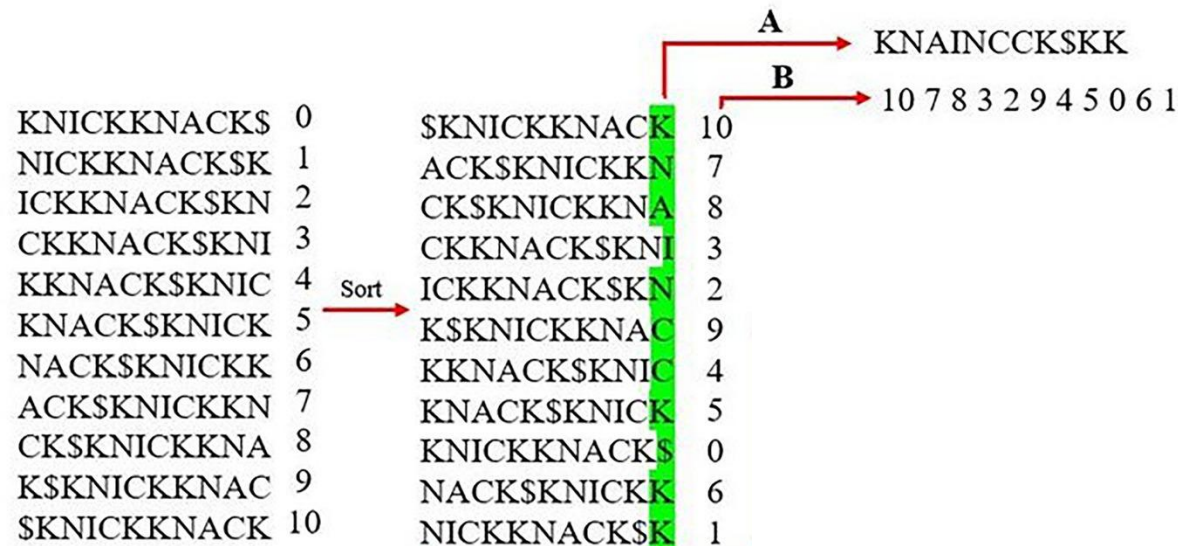 A
KNAINCCK$KK
B
10 7 8 3 2 9 4 5 0 6 1
KNICKKNACK$ 0
NICKKNACK$K 1
ICKKNACK$KN 2
CKKNACK$KNI 3
KKNACK$KNIC 4
KNACK$KNICK 5
NACK$KNICKK 6
ACK$KNICKKN 7
CK$KNICKKNA 8
K$KNICKKNAC 9
$KNICKKNACK 10
Sort
$KNICKKNACK 10
ACK$KNICKKN 7
CK$KNICKKNA 8
CKKNACK$KNI 3
ICKKNACK$KN 2
K$KNICKKNAC 9
KKNACK$KNIC 4
KNACK$KNICK 5
KNICKKNACK$ 0
NACK$KNICKK 6
NICKKNACK$K 1